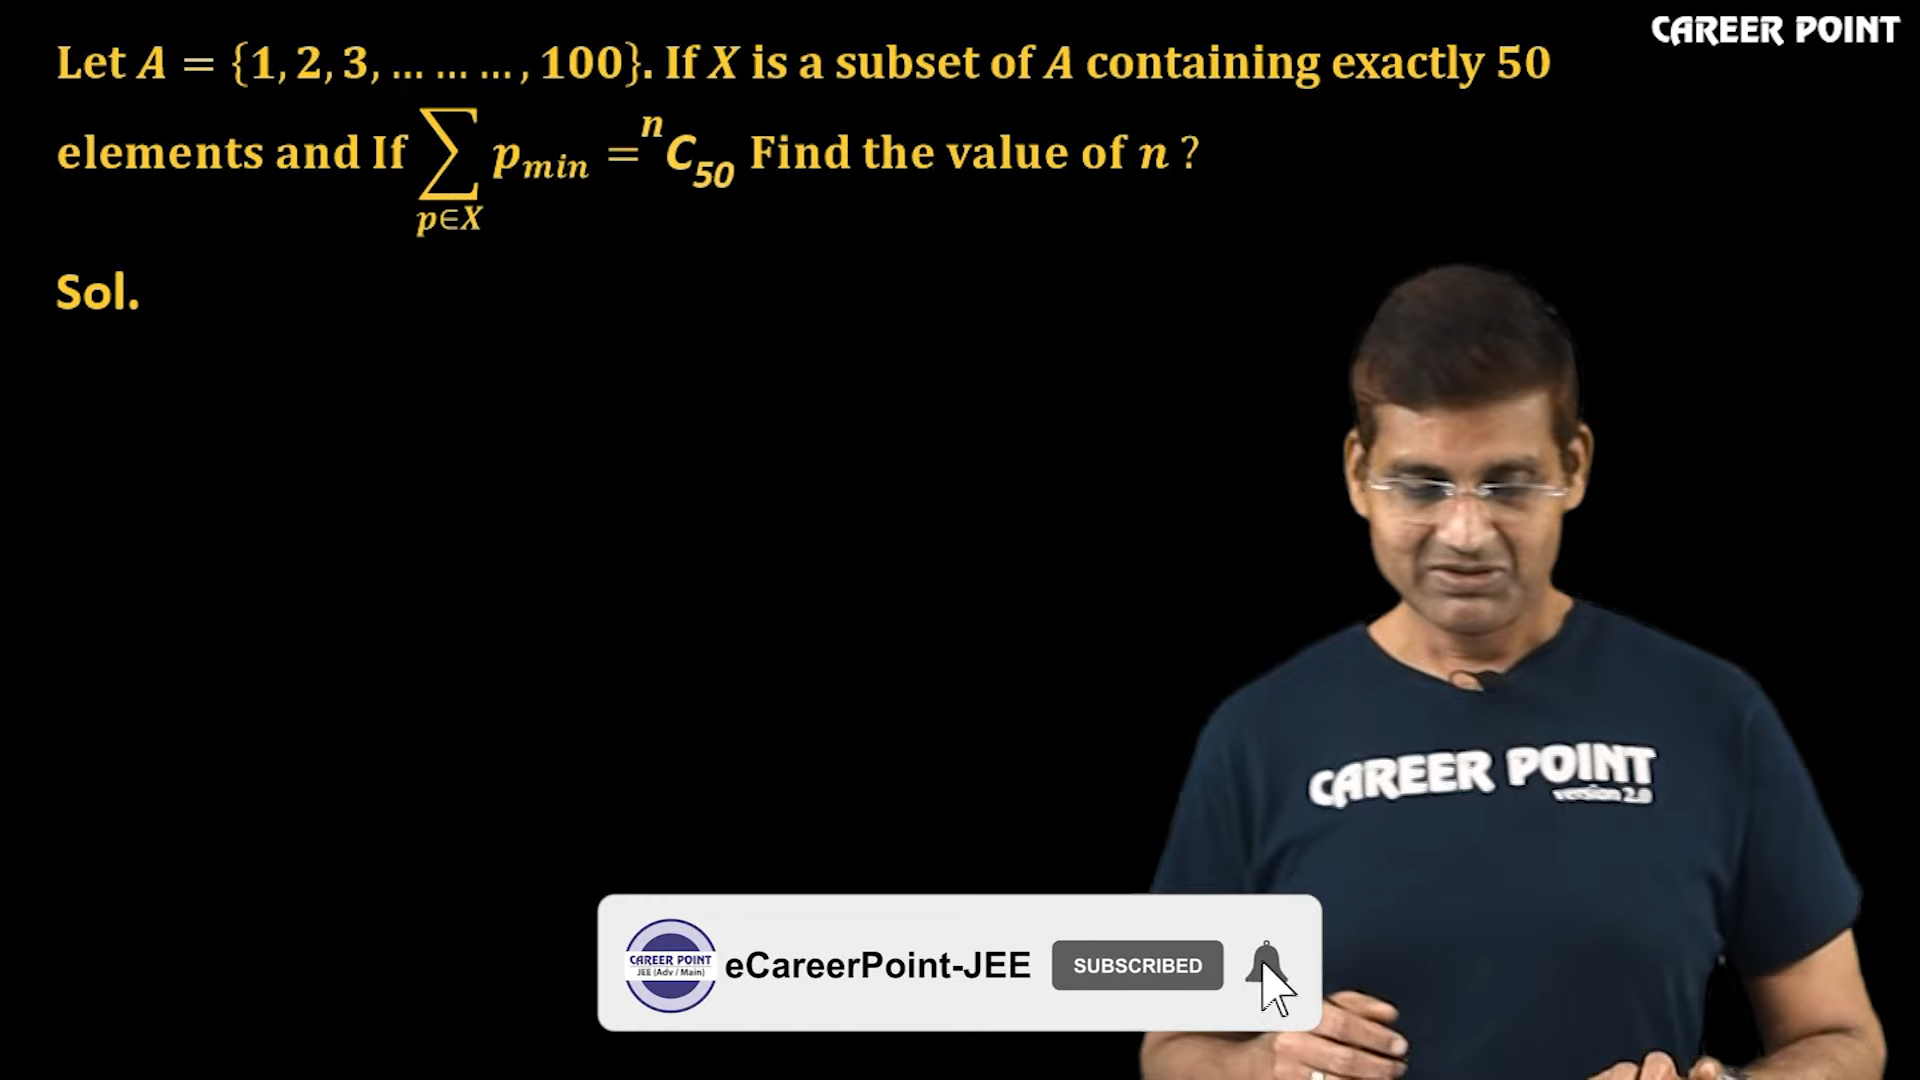 CAREER POINT
Let A = {1, 2, 3, ... ... ... , 100}. If X is a subset of A containing exactly 50
elements and If ∑ p∈X p_min = ⁿC₅₀ Find the value of n ?
Sol.
CAREER POINT
version 2.0
CAREER POINT
JEE (Adv / Main)
eCareerPoint-JEE
SUBSCRIBED